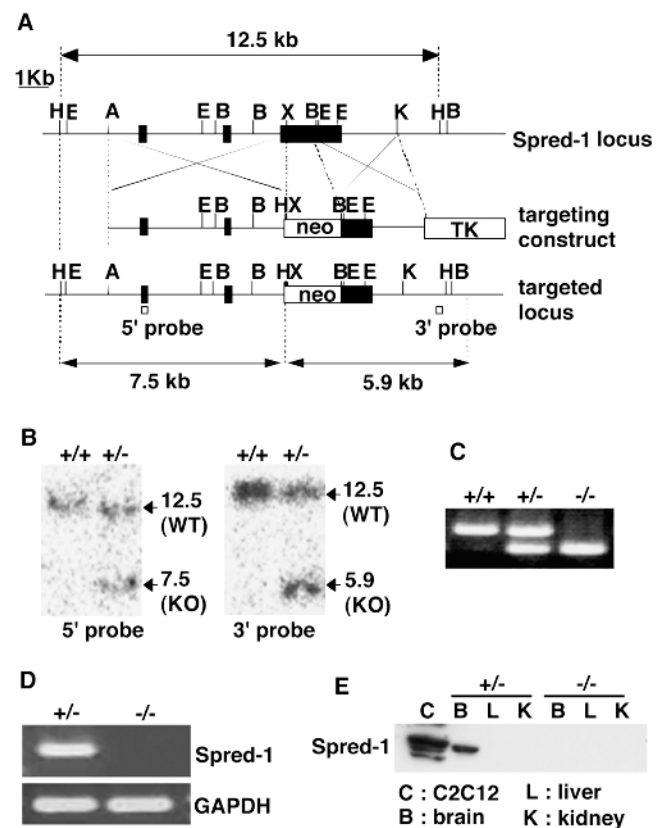 A
12.5 kb
1Kb
H E A E B B X B E E K H B
Spred-1 locus
E B B H X B E E
neo
TK
targeting
construct
H E A E B B H X B E E K H B
neo
targeted
locus
5' probe
3' probe
7.5 kb
5.9 kb
B
+/+ +/-
+/+ +/-
12.5
(WT)
7.5
(KO)
12.5
(WT)
5.9
(KO)
5' probe
3' probe
C
+/+ +/- -/-
D
+/- -/-
Spred-1
GAPDH
E
+/- -/-
C B L K B L K
Spred-1
C : C2C12 L : liver
B : brain K : kidney